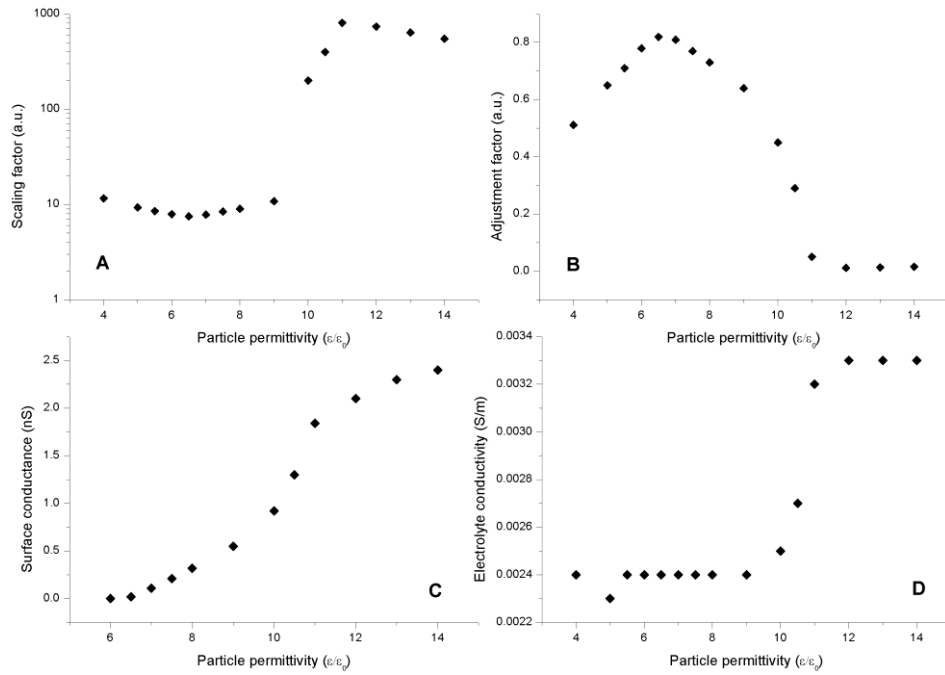 1000
100
10
1
Scaling factor (a.u.)
A
4 6 8 10 12 14
Particle permittivity (ε/ε₀)
0.8
0.6
0.4
0.2
0.0
Adjustment factor (a.u.)
B
4 6 8 10 12 14
Particle permittivity (ε/ε₀)
2.5
2.0
1.5
1.0
0.5
0.0
Surface conductance (nS)
C
6 8 10 12 14
Particle permittivity (ε/ε₀)
0.0034
0.0032
0.0030
0.0028
0.0026
0.0024
0.0022
Electrolyte conductivity (S/m)
D
4 6 8 10 12 14
Particle permittivity (ε/ε₀)